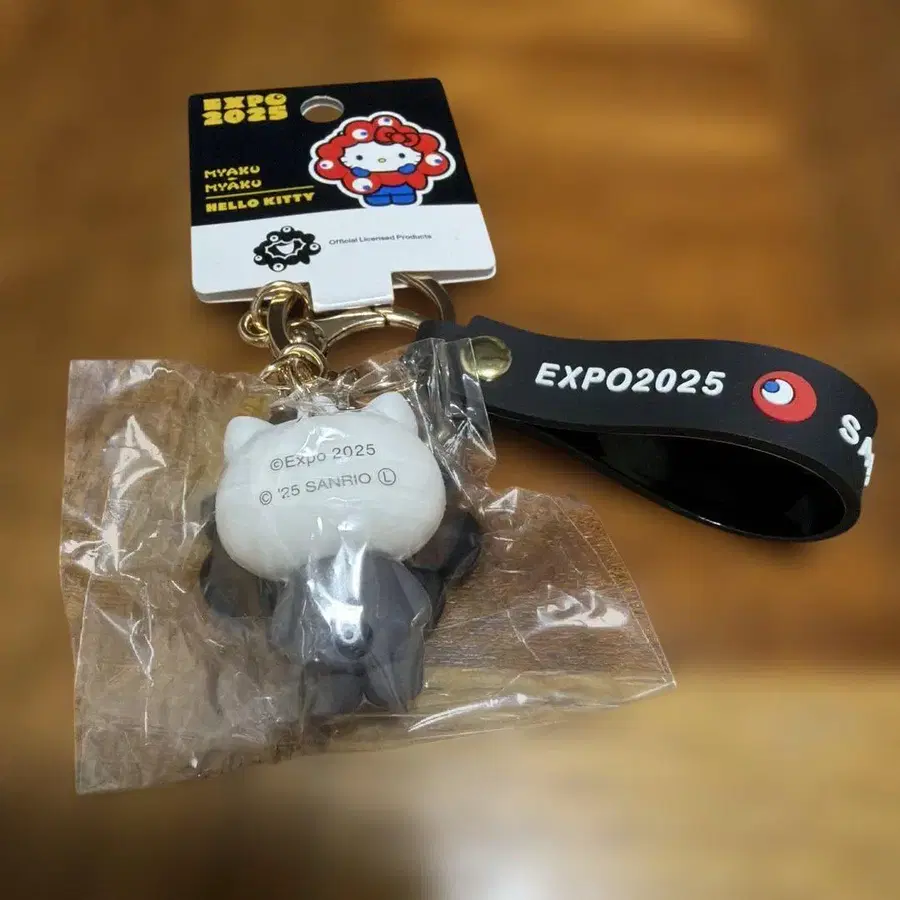 EXPO
2025
MYAKU
MYAKU
HELLO KITTY
Official Licensed Products
EXPO2025
©Expo 2025
© '25 SANRIO Ⓛ